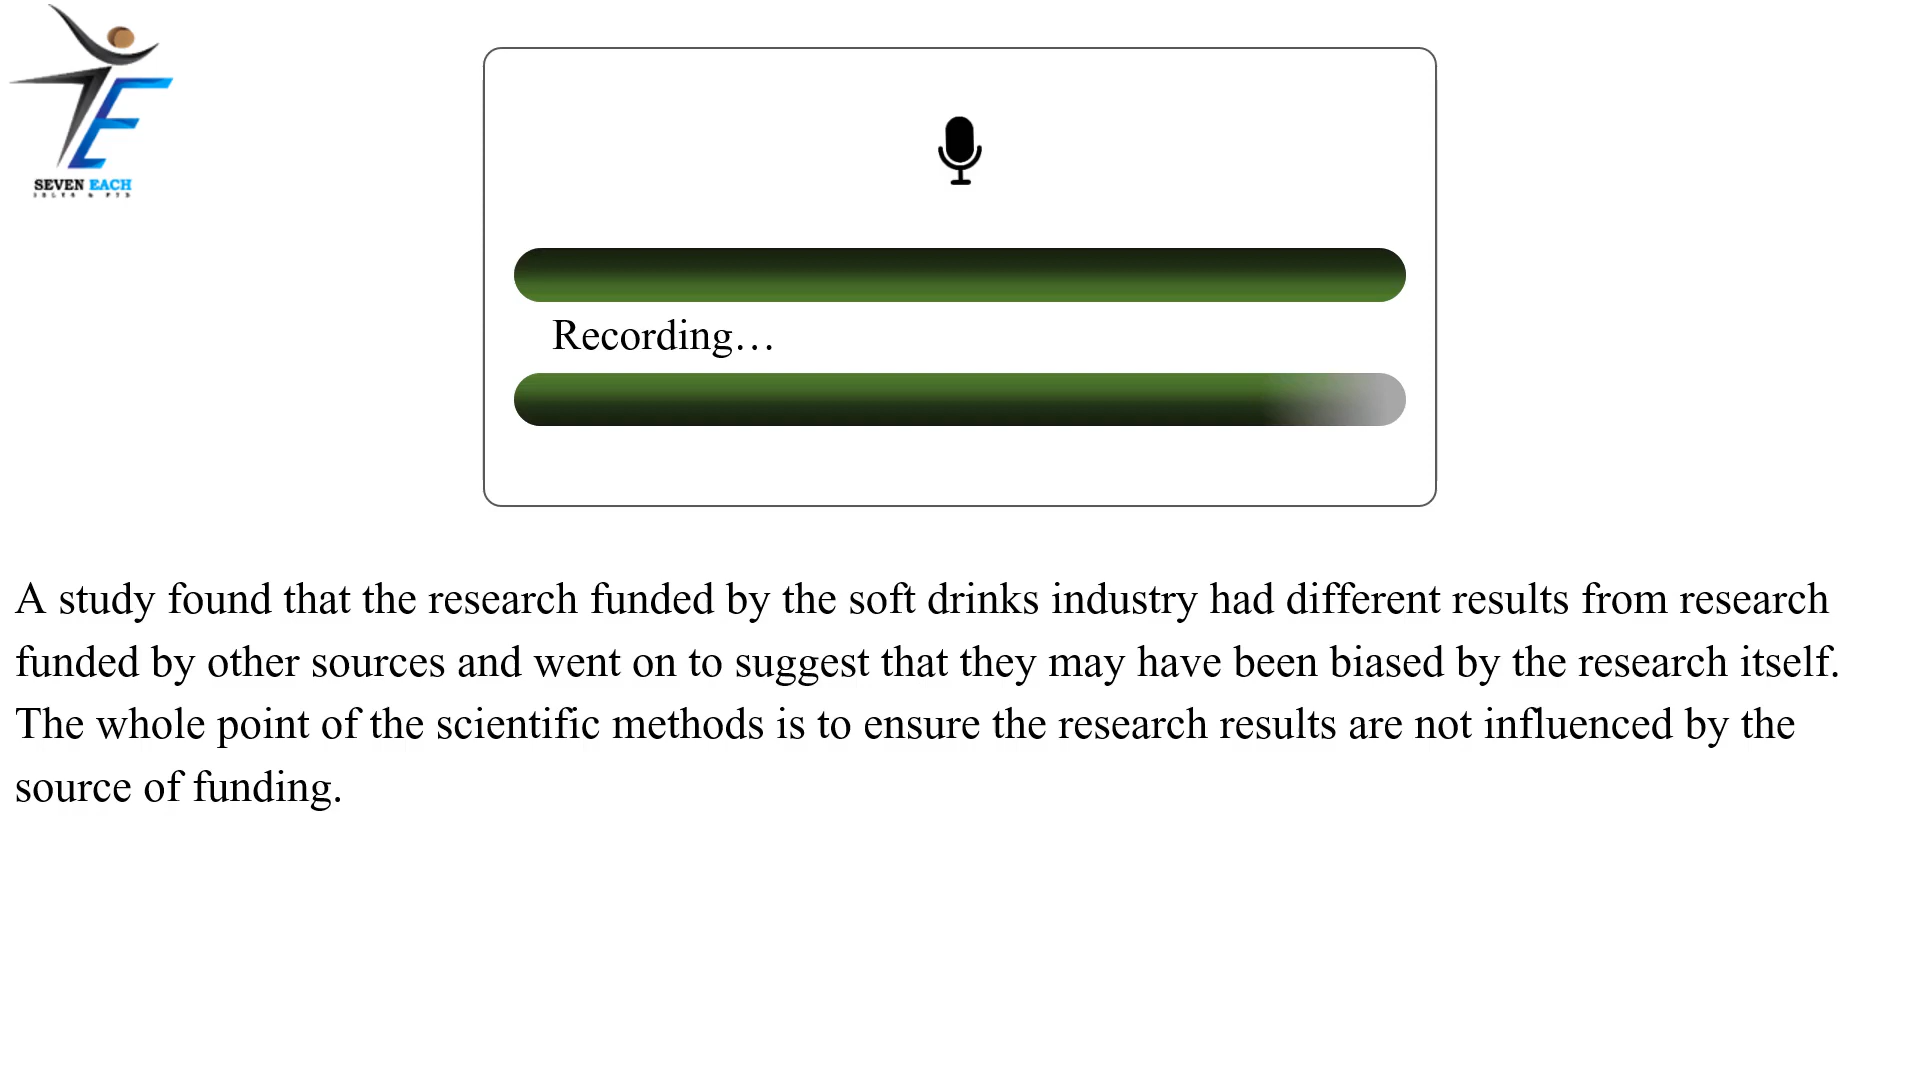 SEVEN EACH
IELTS & PTE
Recording…
A study found that the research funded by the soft drinks industry had different results from research
funded by other sources and went on to suggest that they may have been biased by the research itself.
The whole point of the scientific methods is to ensure the research results are not influenced by the
source of funding.